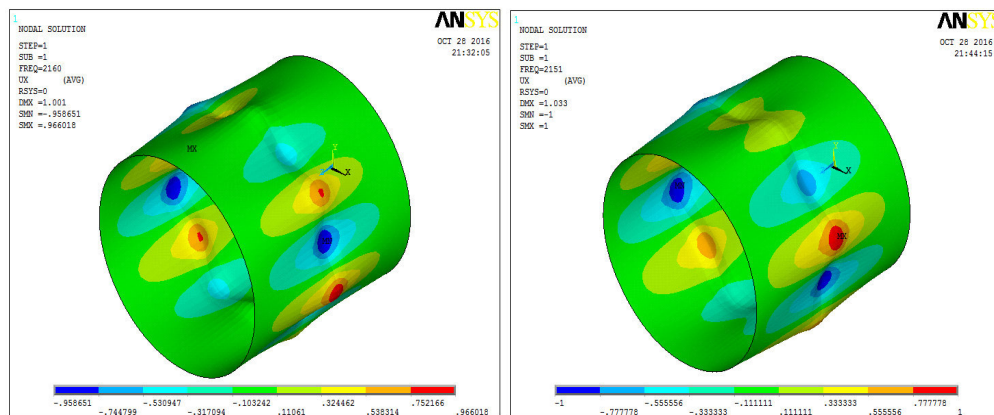 1
ANSYS
NODAL SOLUTION
OCT 28 2016
21:32:05
STEP=1
SUB =1
FREQ=2160
UX (AVG)
RSYS=0
DMX =1.001
SMN =-.958651
SMX =.966018
MX
Y
X
-.958651 -.530947 -.103242 .324462 .752166
-.744799 -.317094 .11061 .538314 .966018
1
ANSYS
NODAL SOLUTION
OCT 28 2016
21:44:15
STEP=1
SUB =1
FREQ=2151
UX (AVG)
RSYS=0
DMX =1.033
SMN =-1
SMX =1
Y
X
MX
-1 -.555556 -.111111 .333333 .777778
-.777778 -.333333 .111111 .555556 1